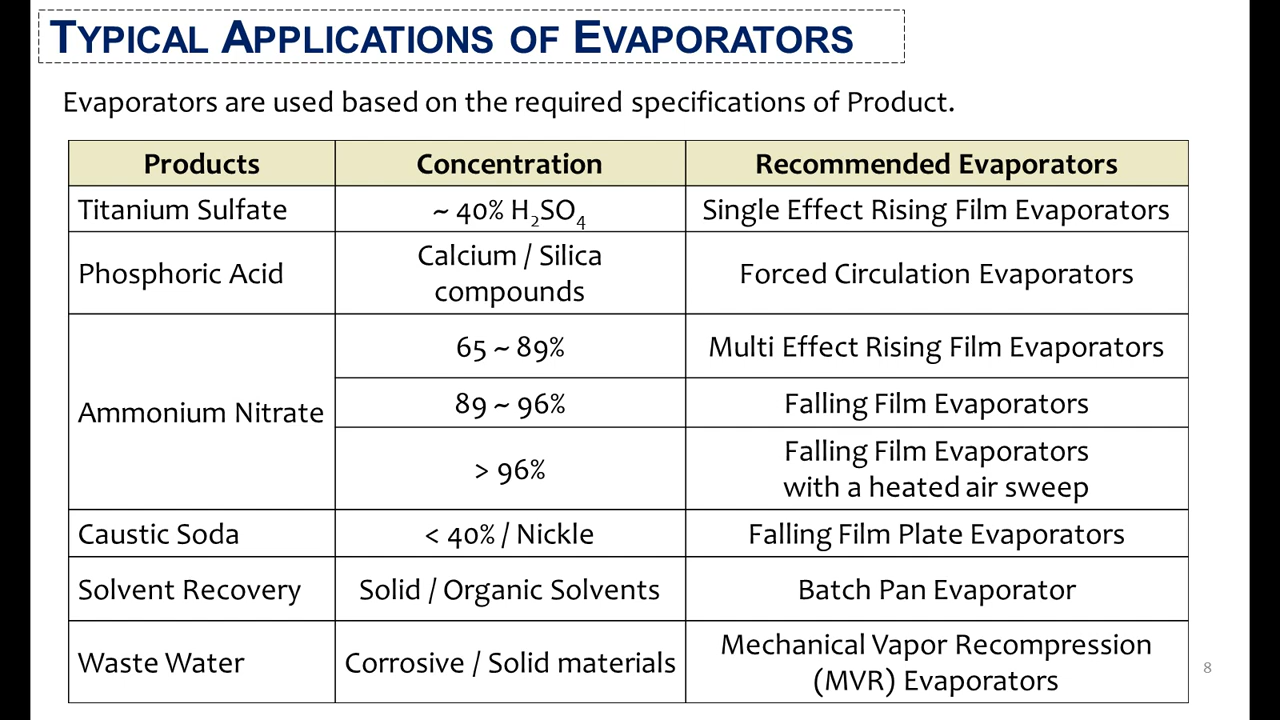 TYPICAL APPLICATIONS OF EVAPORATORS
Evaporators are used based on the required specifications of Product.
Products Concentration Recommended Evaporators
Titanium Sulfate ~ 40% H₂SO₄ Single Effect Rising Film Evaporators
Phosphoric Acid Calcium / Silica
compounds Forced Circulation Evaporators
Ammonium Nitrate 65 ~ 89% Multi Effect Rising Film Evaporators
89 ~ 96% Falling Film Evaporators
> 96% Falling Film Evaporators
with a heated air sweep
Caustic Soda < 40% / Nickle Falling Film Plate Evaporators
Solvent Recovery Solid / Organic Solvents Batch Pan Evaporator
Waste Water Corrosive / Solid materials Mechanical Vapor Recompression
(MVR) Evaporators
8